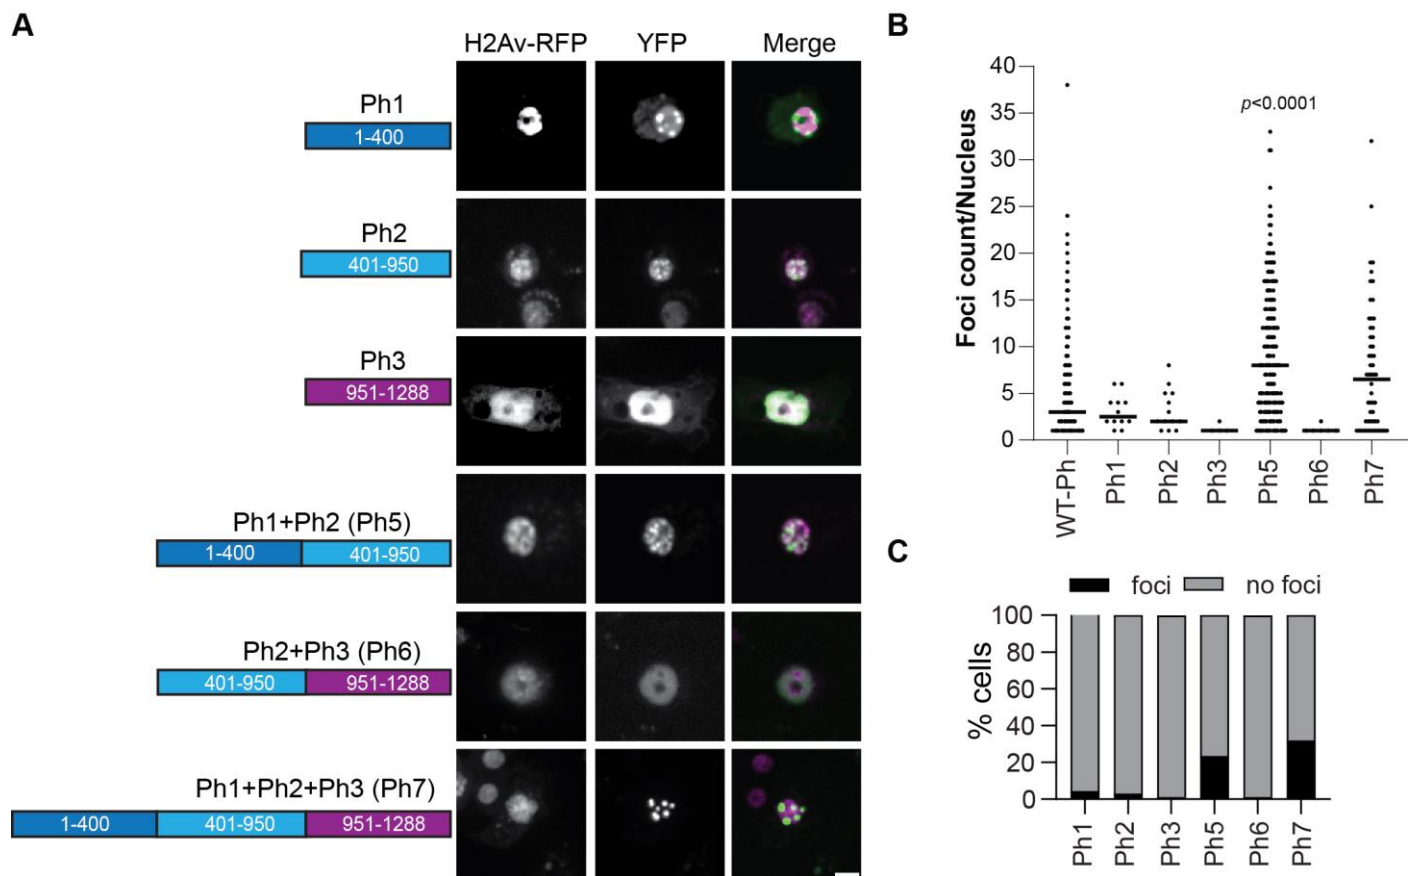 A
H2Av-RFP YFP Merge
Ph1
1-400
Ph2
401-950
Ph3
951-1288
Ph1+Ph2 (Ph5)
1-400 401-950
Ph2+Ph3 (Ph6)
401-950 951-1288
Ph1+Ph2+Ph3 (Ph7)
1-400 401-950 951-1288
B
Foci count/Nucleus
40
35
30
25
20
15
10
5
0
p<0.0001
WT-Ph Ph1 Ph2 Ph3 Ph5 Ph6 Ph7
C
foci no foci
% cells
100
80
60
40
20
0
Ph1 Ph2 Ph3 Ph5 Ph6 Ph7